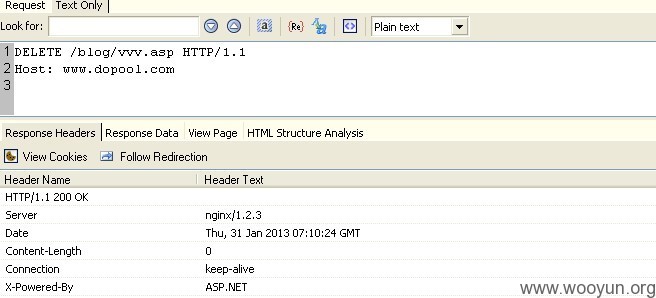 Request Text Only
Look for: {Re} Plain text
1 DELETE /blog/vvv.asp HTTP/1.1
2 Host: www.dopool.com
3
Response Headers Response Data View Page HTML Structure Analysis
View Cookies Follow Redirection
Header Name Header Text
HTTP/1.1 200 OK
Server nginx/1.2.3
Date Thu, 31 Jan 2013 07:10:24 GMT
Content-Length 0
Connection keep-alive
X-Powered-By ASP.NET
www.wooyun.org